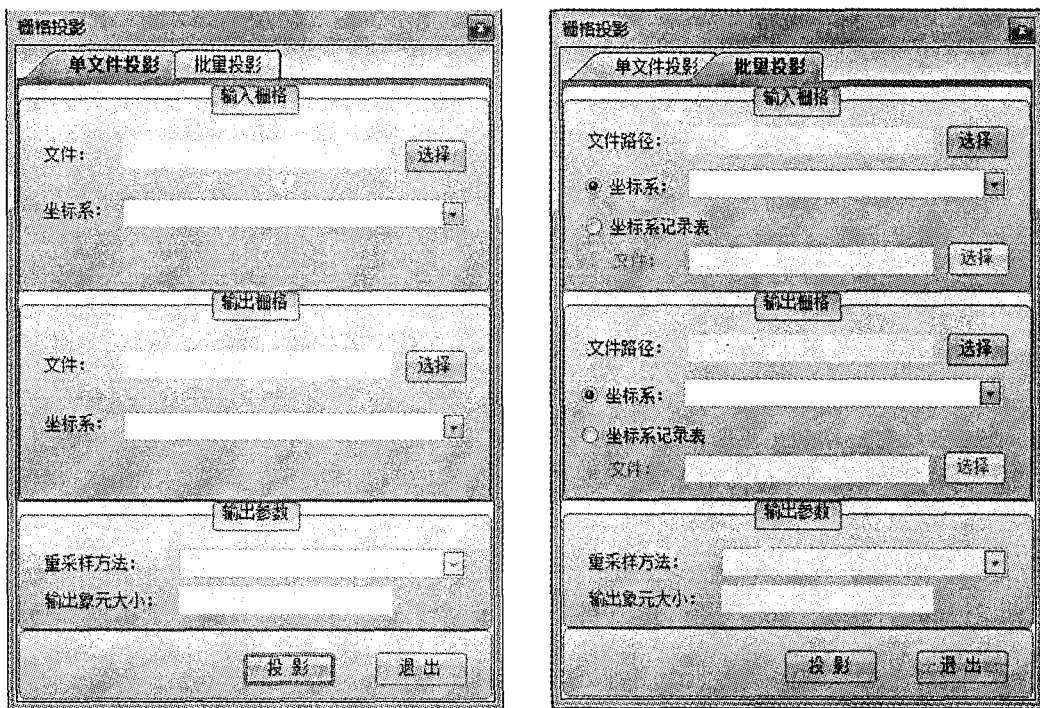 栅格投影
单文件投影 批量投影
输入栅格
文件: 选择
坐标系:
输出栅格
文件: 选择
坐标系:
输出参数
重采样方法:
输出象元大小:
投影 退出
栅格投影
单文件投影 批量投影
输入栅格
文件路径: 选择
坐标系:
坐标系记录表
文件: 选择
输出栅格
文件路径: 选择
坐标系:
坐标系记录表
文件: 选择
输出参数
重采样方法:
输出象元大小:
投影 退出